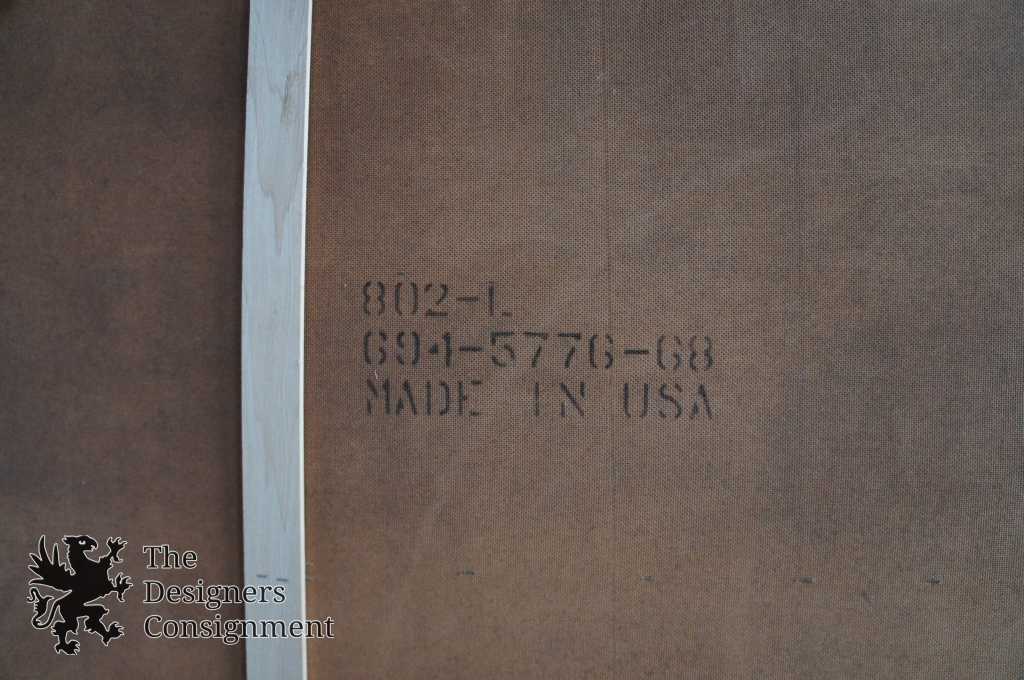 802-L
694-5776-68
MADE IN USA
The
Designers
Consignment